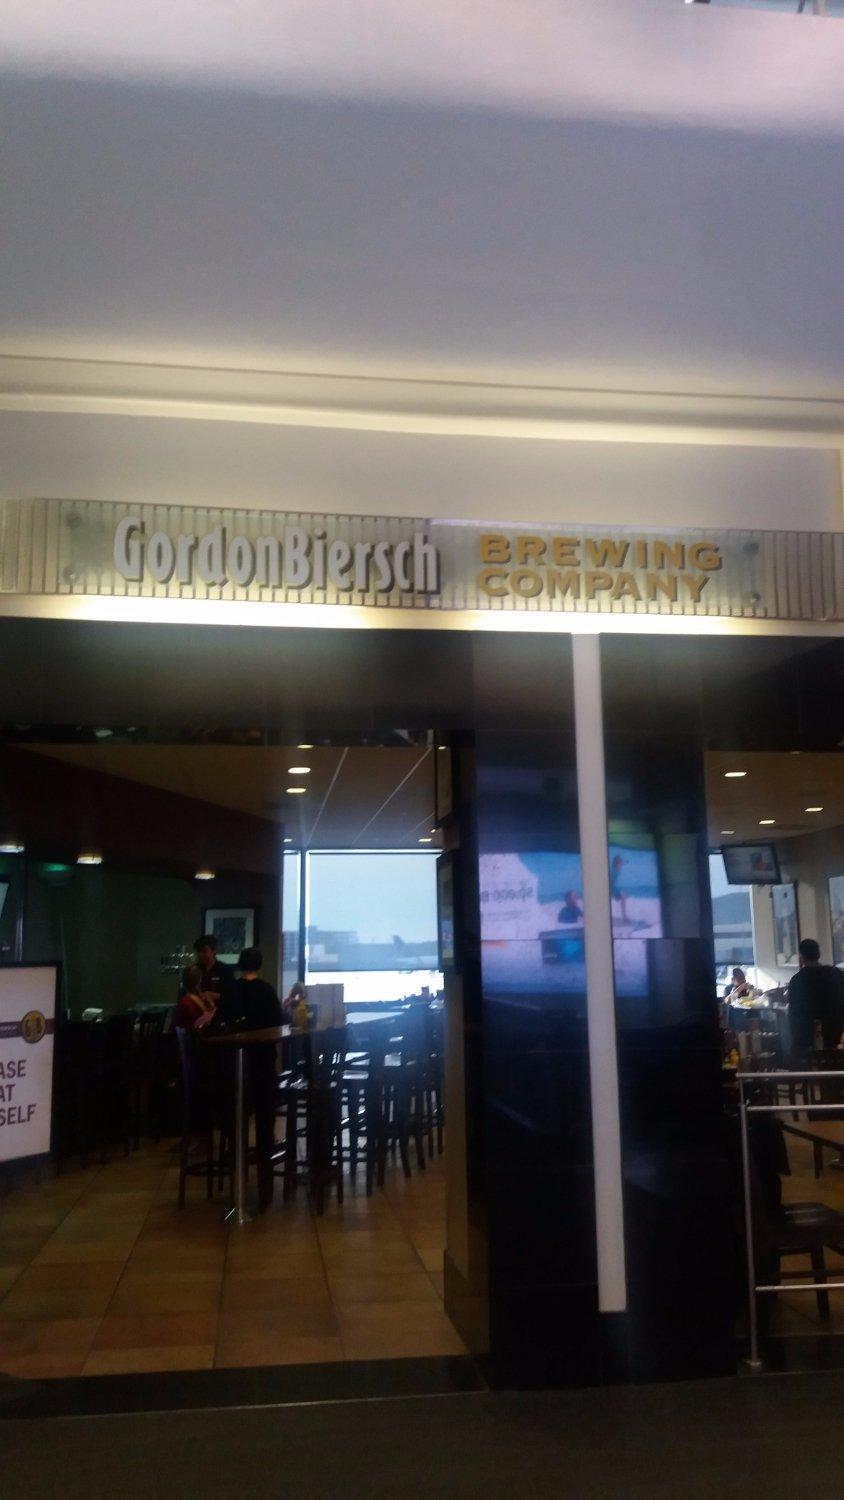 GordonBiersch
BREWING
COMPANY
ASE
AT
SELF